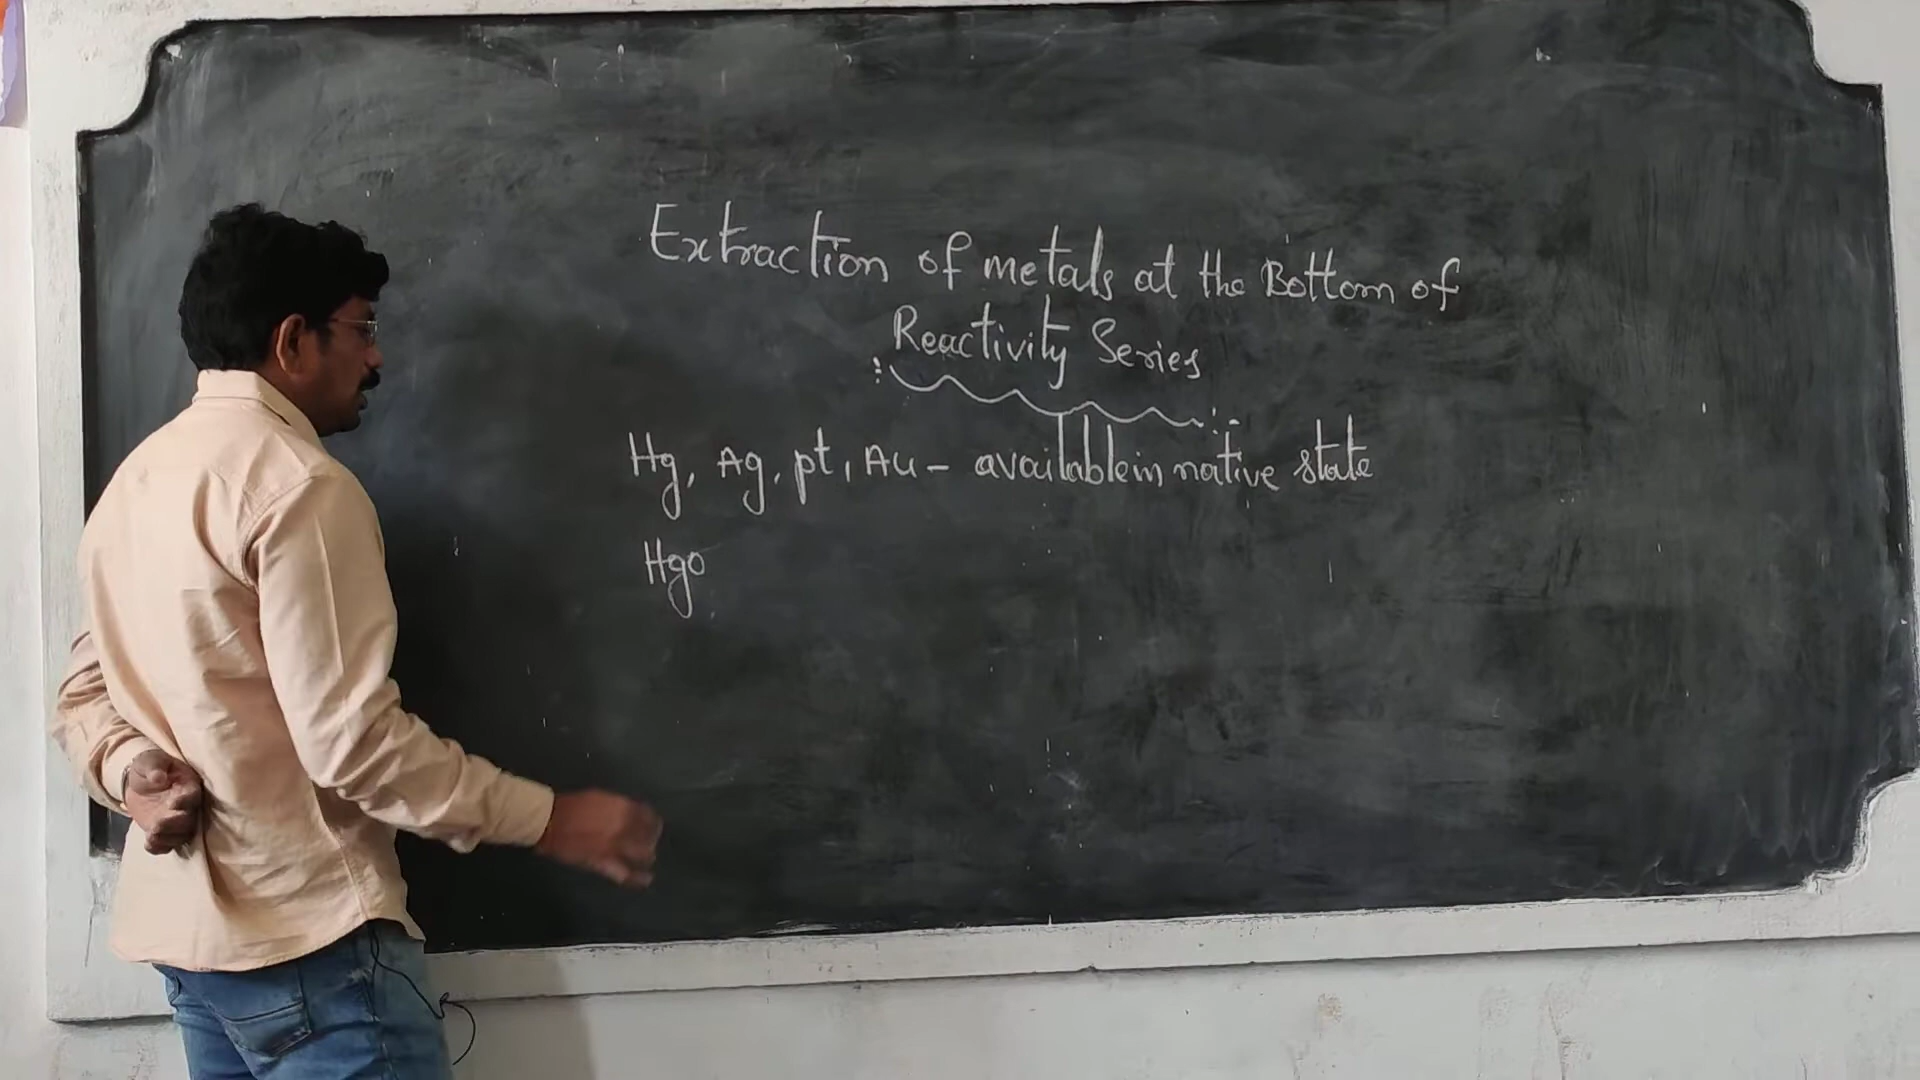 Extraction of metals at the Bottom of
Reactivity Series
Hg, Ag, pt, Au - available in native state
Hgo